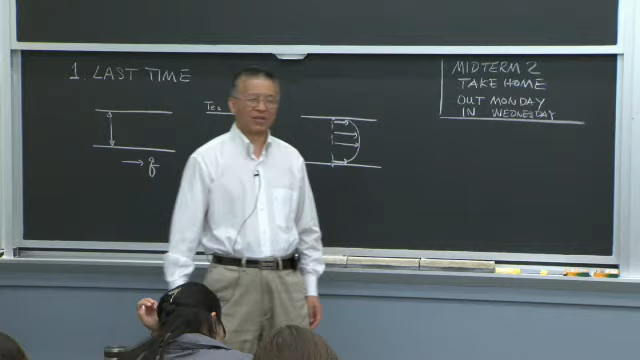 1. LAST TIME
MIDTERM 2
TAKE HOME
OUT MONDAY
IN WEDNESDAY